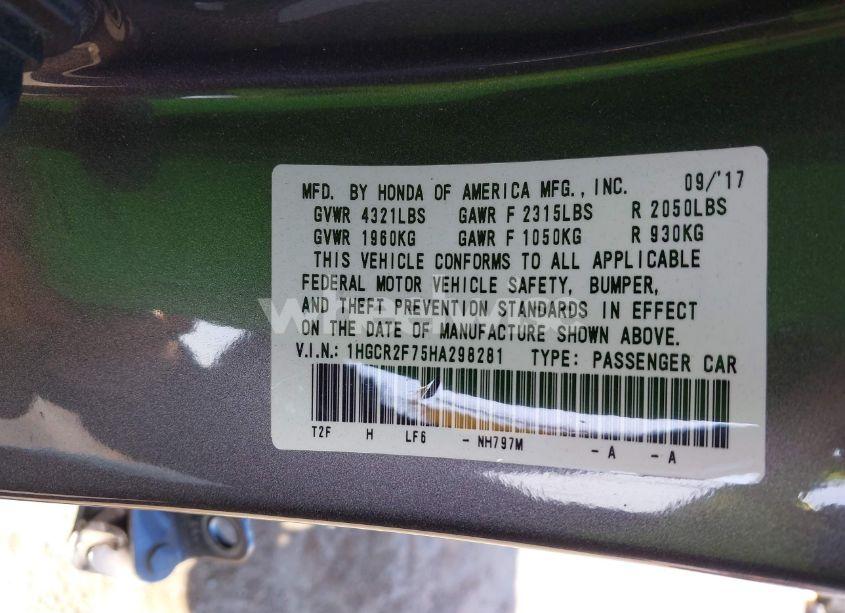 MFD. BY HONDA OF AMERICA MFG., INC. 09/'17
GVWR 4321LBS GAWR F 2315LBS R 2050LBS
GVWR 1960KG GAWR F 1050KG R 930KG
THIS VEHICLE CONFORMS TO ALL APPLICABLE
FEDERAL MOTOR VEHICLE SAFETY, BUMPER,
AND THEFT PREVENTION STANDARDS IN EFFECT
ON THE DATE OF MANUFACTURE SHOWN ABOVE.
V.I.N.: 1HGCR2F75HA298281 TYPE: PASSENGER CAR
T2F H LF6 - NH797M - A - A